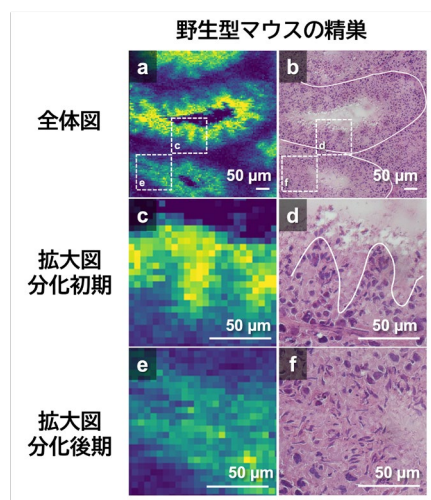 野生型マウスの精巣
全体図
a
c
e
50 μm
b
d
f
50 μm
拡大図
分化初期
c
50 μm
d
50 μm
拡大図
分化後期
e
50 μm
f
50 μm